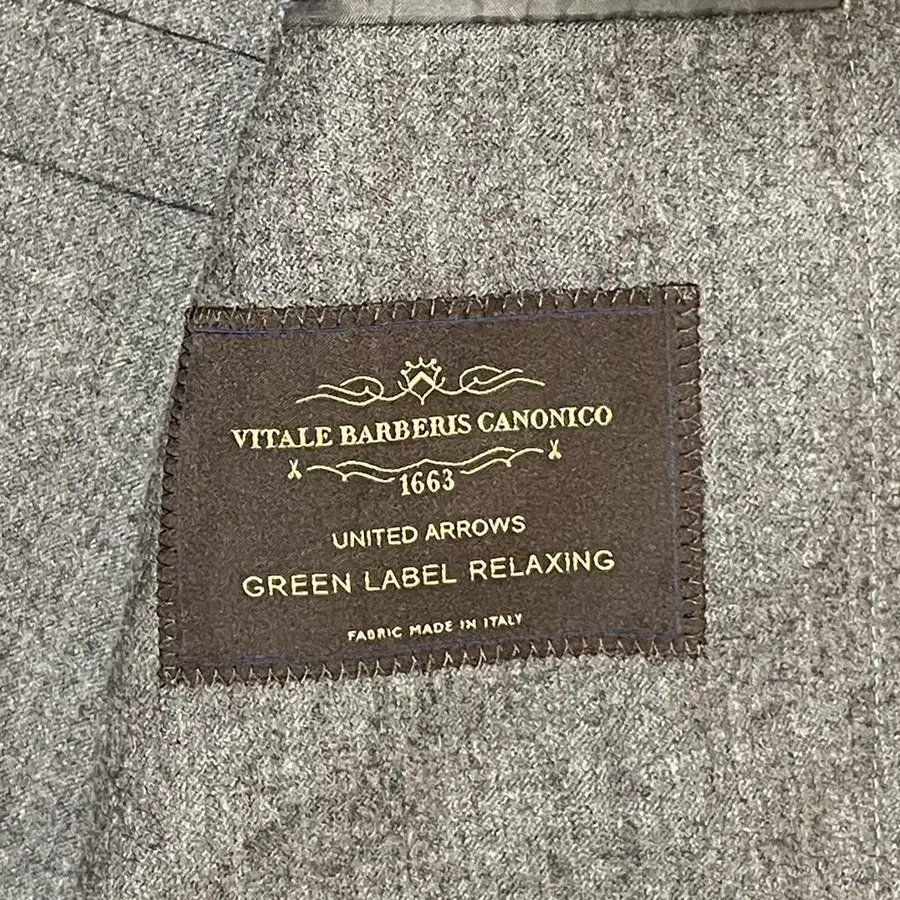 VITALE BARBERIS CANONICO
1663
UNITED ARROWS
GREEN LABEL RELAXING
FABRIC MADE IN ITALY